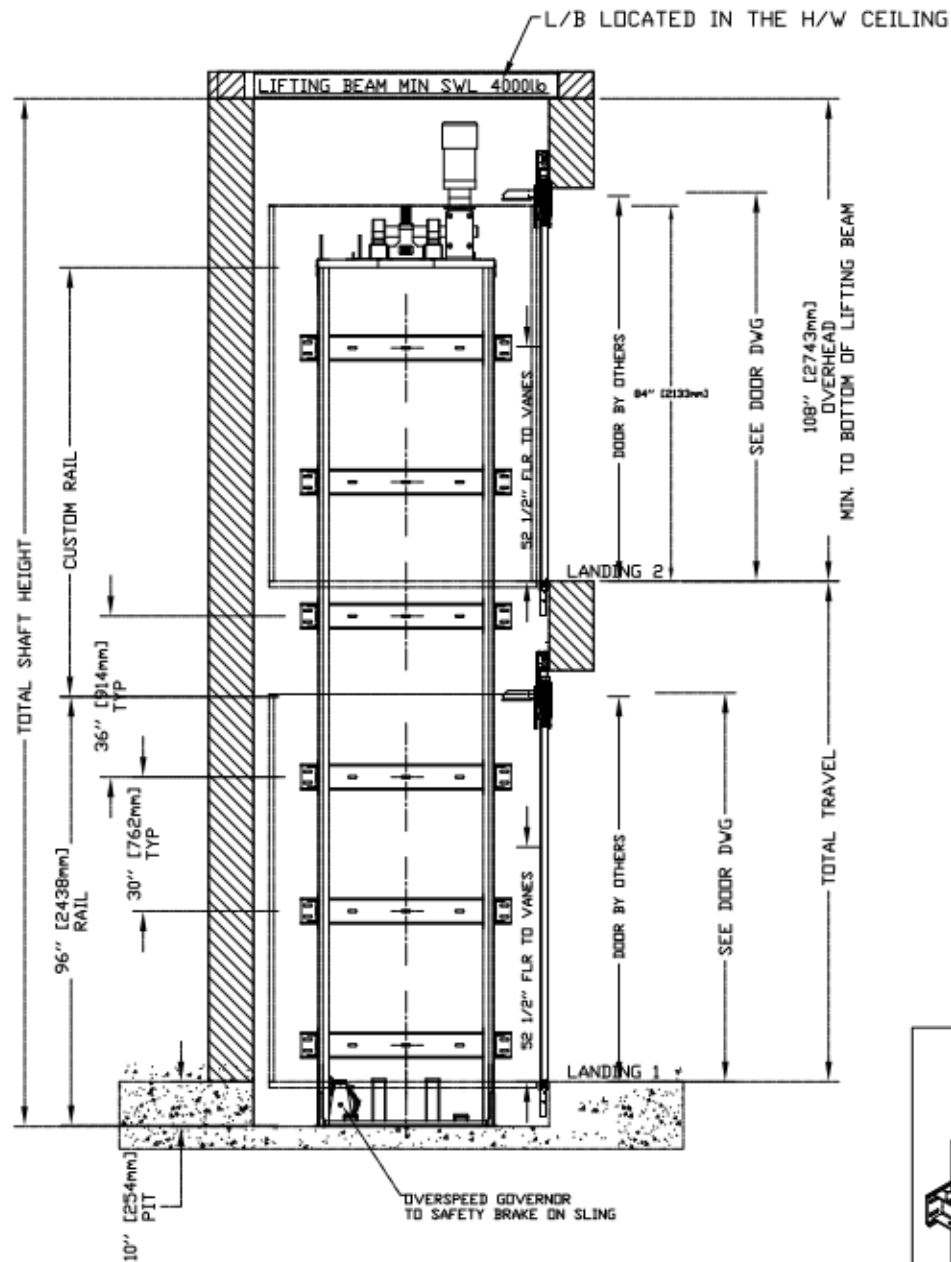 L/B LOCATED IN THE H/W CEILING
LIFTING BEAM MIN SWL 4000lb
TOTAL SHAFT HEIGHT
CUSTOM RAIL
36" [914mm]
TYP
30" [762mm]
TYP
96" [2438mm]
RAIL
10" [254mm]
PIT
52 1/2" FLR TO VANES
DOOR BY OTHERS
84" [2133mm]
SEE DOOR DWG
108" [2743mm]
OVERHEAD
MIN. TO BOTTOM OF LIFTING BEAM
LANDING 2
52 1/2" FLR TO VANES
DOOR BY OTHERS
SEE DOOR DWG
TOTAL TRAVEL
LANDING 1
OVERSPEED GOVERNOR
TO SAFETY BRAKE ON SLING